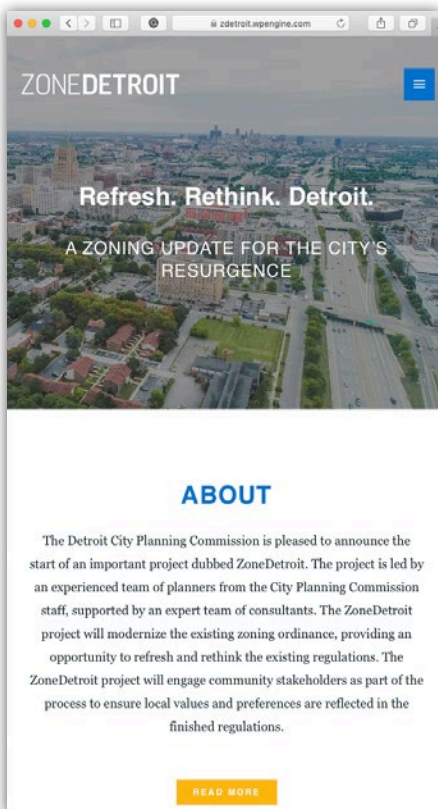 zdetroit.wpengine.com
ZONEDETROIT
Refresh. Rethink. Detroit.
A ZONING UPDATE FOR THE CITY'S
RESURGENCE
ABOUT
The Detroit City Planning Commission is pleased to announce the
start of an important project dubbed ZoneDetroit. The project is led by
an experienced team of planners from the City Planning Commission
staff, supported by an expert team of consultants. The ZoneDetroit
project will modernize the existing zoning ordinance, providing an
opportunity to refresh and rethink the existing regulations. The
ZoneDetroit project will engage community stakeholders as part of the
process to ensure local values and preferences are reflected in the
finished regulations.
READ MORE